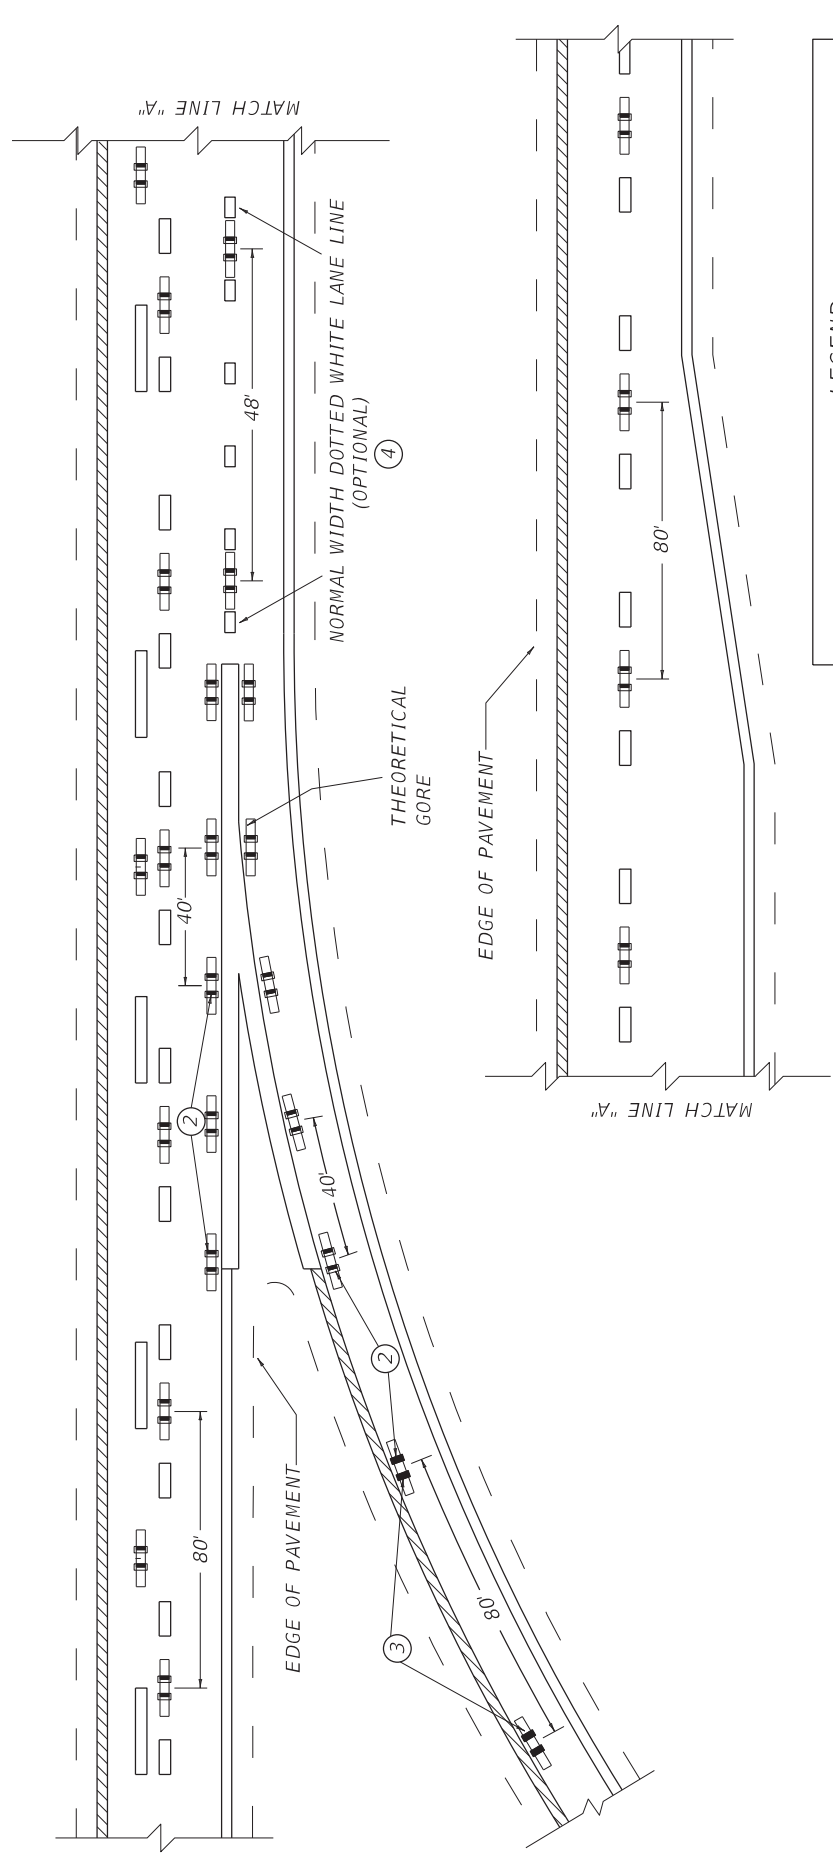 MATCH LINE "A"
NORMAL WIDTH DOTTED WHITE LANE LINE
(OPTIONAL)
4
48'
THEORETICAL
GORE
40'
2
40'
2
EDGE OF PAVEMENT
80'
3
80'
EDGE OF PAVEMENT
80'
MATCH LINE "A"
LEGEND